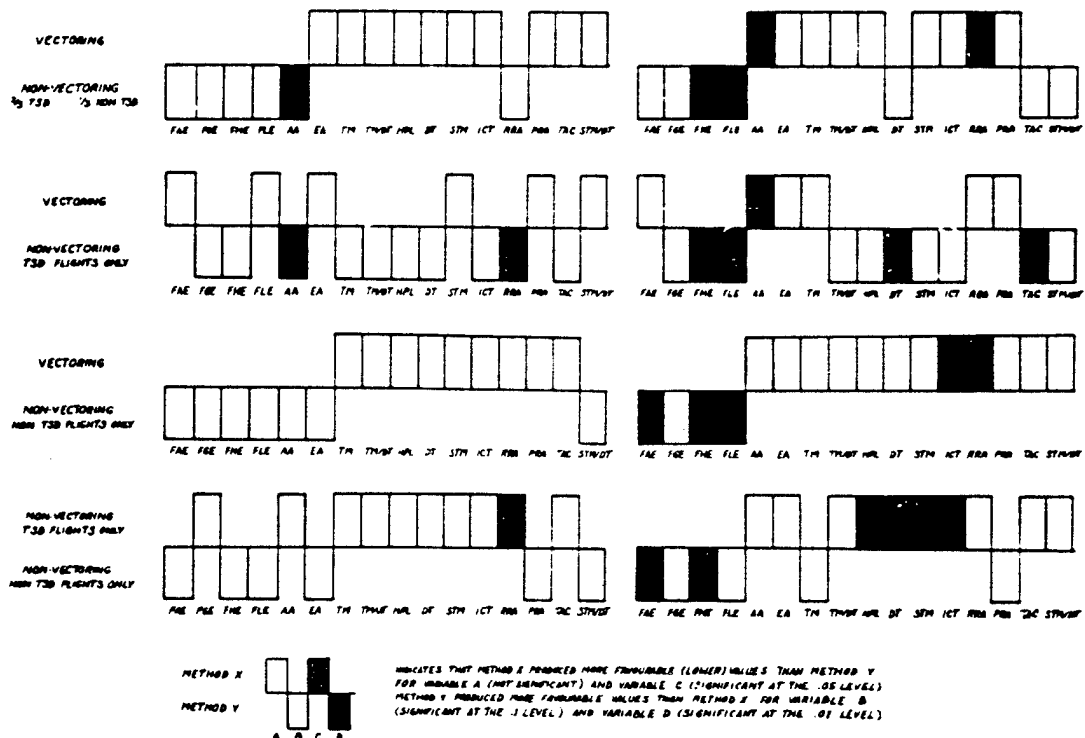 VECTORING
NON-VECTORING
2/3 TSD 1/3 NON TSD
FAE FGE FHE FLE AA EA TM TM/DT HPL DT STM ICT RRA PRA TAC STM/DT
FAE FGE FHE FLE AA EA TM TM/DT HPL DT STM ICT RRA PRA TAC STM/DT
VECTORING
NON-VECTORING
TSD FLIGHTS ONLY
FAE FGE FHE FLE AA EA TM TM/DT HPL DT STM ICT RRA PRA TAC STM/DT
FAE FGE FHE FLE AA EA TM TM/DT HPL DT STM ICT RRA PRA TAC STM/DT
VECTORING
NON-VECTORING
NON TSD FLIGHTS ONLY
FAE FGE FHE FLE AA EA TM TM/DT HPL DT STM ICT RRA PRA TAC STM/DT
FAE FGE FHE FLE AA EA TM TM/DT HPL DT STM ICT RRA PRA TAC STM/DT
NON-VECTORING
TSD FLIGHTS ONLY
NON-VECTORING
NON TSD FLIGHTS ONLY
FAE FGE FHE FLE AA EA TM TM/DT HPL DT STM ICT RRA PRA TAC STM/DT
FAE FGE FHE FLE AA EA TM TM/DT HPL DT STM ICT RRA PRA TAC STM/DT
METHOD X
METHOD Y
A B C D
INDICATES THAT METHOD X PRODUCED MORE FAVOURABLE (LOWER) VALUES THAN METHOD Y
FOR VARIABLE A (NOT SIGNIFICANT) AND VARIABLE C (SIGNIFICANT AT THE .05 LEVEL)
METHOD Y PRODUCED MORE FAVOURABLE VALUES THAN METHOD X FOR VARIABLE B
(SIGNIFICANT AT THE .1 LEVEL) AND VARIABLE D (SIGNIFICANT AT THE .01 LEVEL)